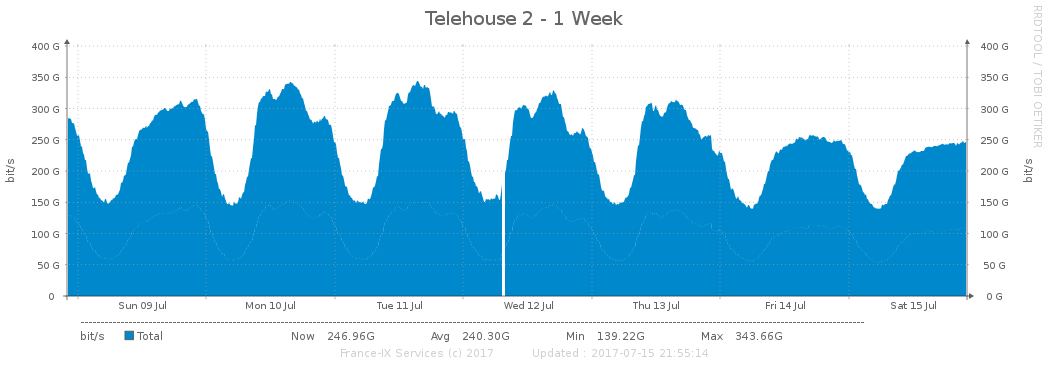 Telehouse 2 - 1 Week
RRDTOOL / TOBI OETIKER
400 G 400 G
350 G 350 G
300 G 300 G
250 G 250 G
200 G 200 G
150 G 150 G
100 G 100 G
50 G 50 G
0 0 G
bit/s bit/s
Sun 09 Jul Mon 10 Jul Tue 11 Jul Wed 12 Jul Thu 13 Jul Fri 14 Jul Sat 15 Jul
bit/s Total Now 246.96G Avg 240.30G Min 139.22G Max 343.66G
France-IX Services (c) 2017 Updated : 2017-07-15 21:55:14